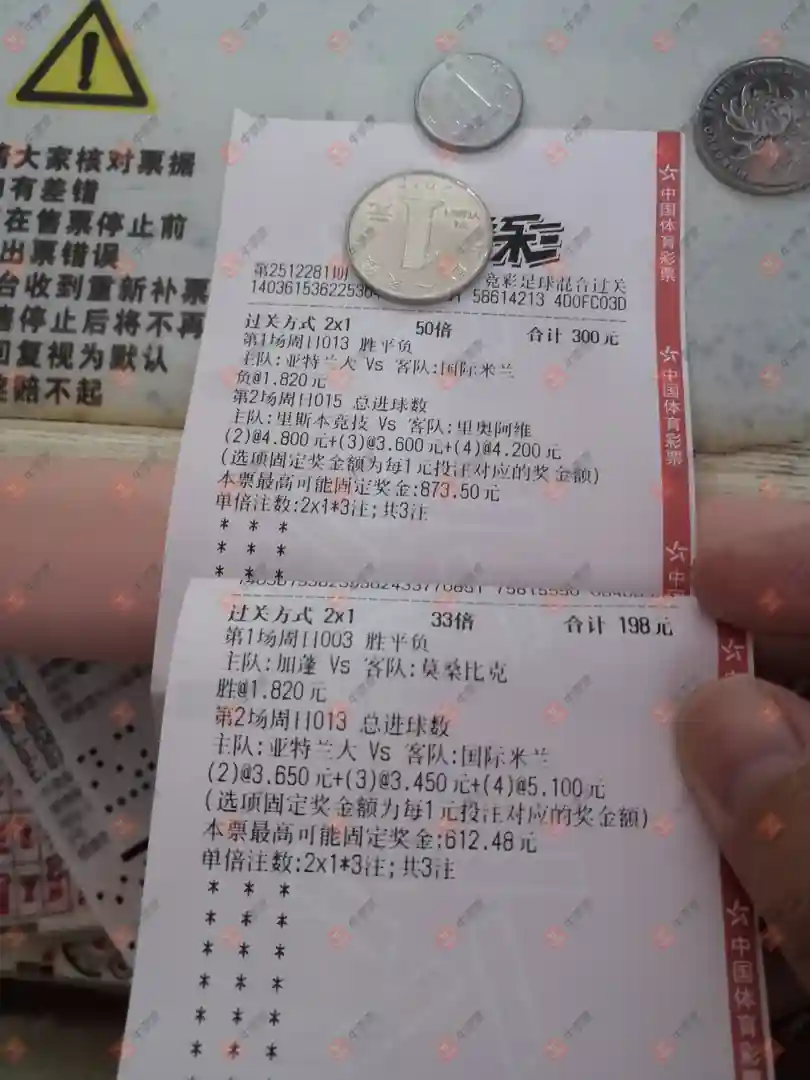 大家核对票据
有差错
在售票停止前
出票错误
台收到重新补票
停止后将不再
回复视为默认
赔不起
彩
第2512281期
竞彩足球混合过关
58614213 4D0FC03D
过关方式 2x1 50倍 合计 300元
第1场周日013 胜平负
主队:亚特兰大 Vs 客队:国际米兰
负@1.820元
第2场周日015 总进球数
主队:里斯本竞技 Vs 客队:里奥阿维
(2)@4.800元+(3)@3.600元+(4)@4.200元
(选项固定奖金额为每1元投注对应的奖金额)
本票最高可能固定奖金:873.50元
单倍注数:2x1*3注;共3注
* * *
* * *
* * *
过关方式 2x1 33倍 合计 198元
第1场周日003 胜平负
主队:加蓬 Vs 客队:莫桑比克
胜@1.820元
第2场周日013 总进球数
主队:亚特兰大 Vs 客队:国际米兰
(2)@3.650元+(3)@3.450元+(4)@5.100元
(选项固定奖金额为每1元投注对应的奖金额)
本票最高可能固定奖金:612.48元
单倍注数:2x1*3注;共3注
* * *
* * *
* * *
* * *
* * *
* * *
中国体育彩票
中国体育彩票
中
中国体育彩